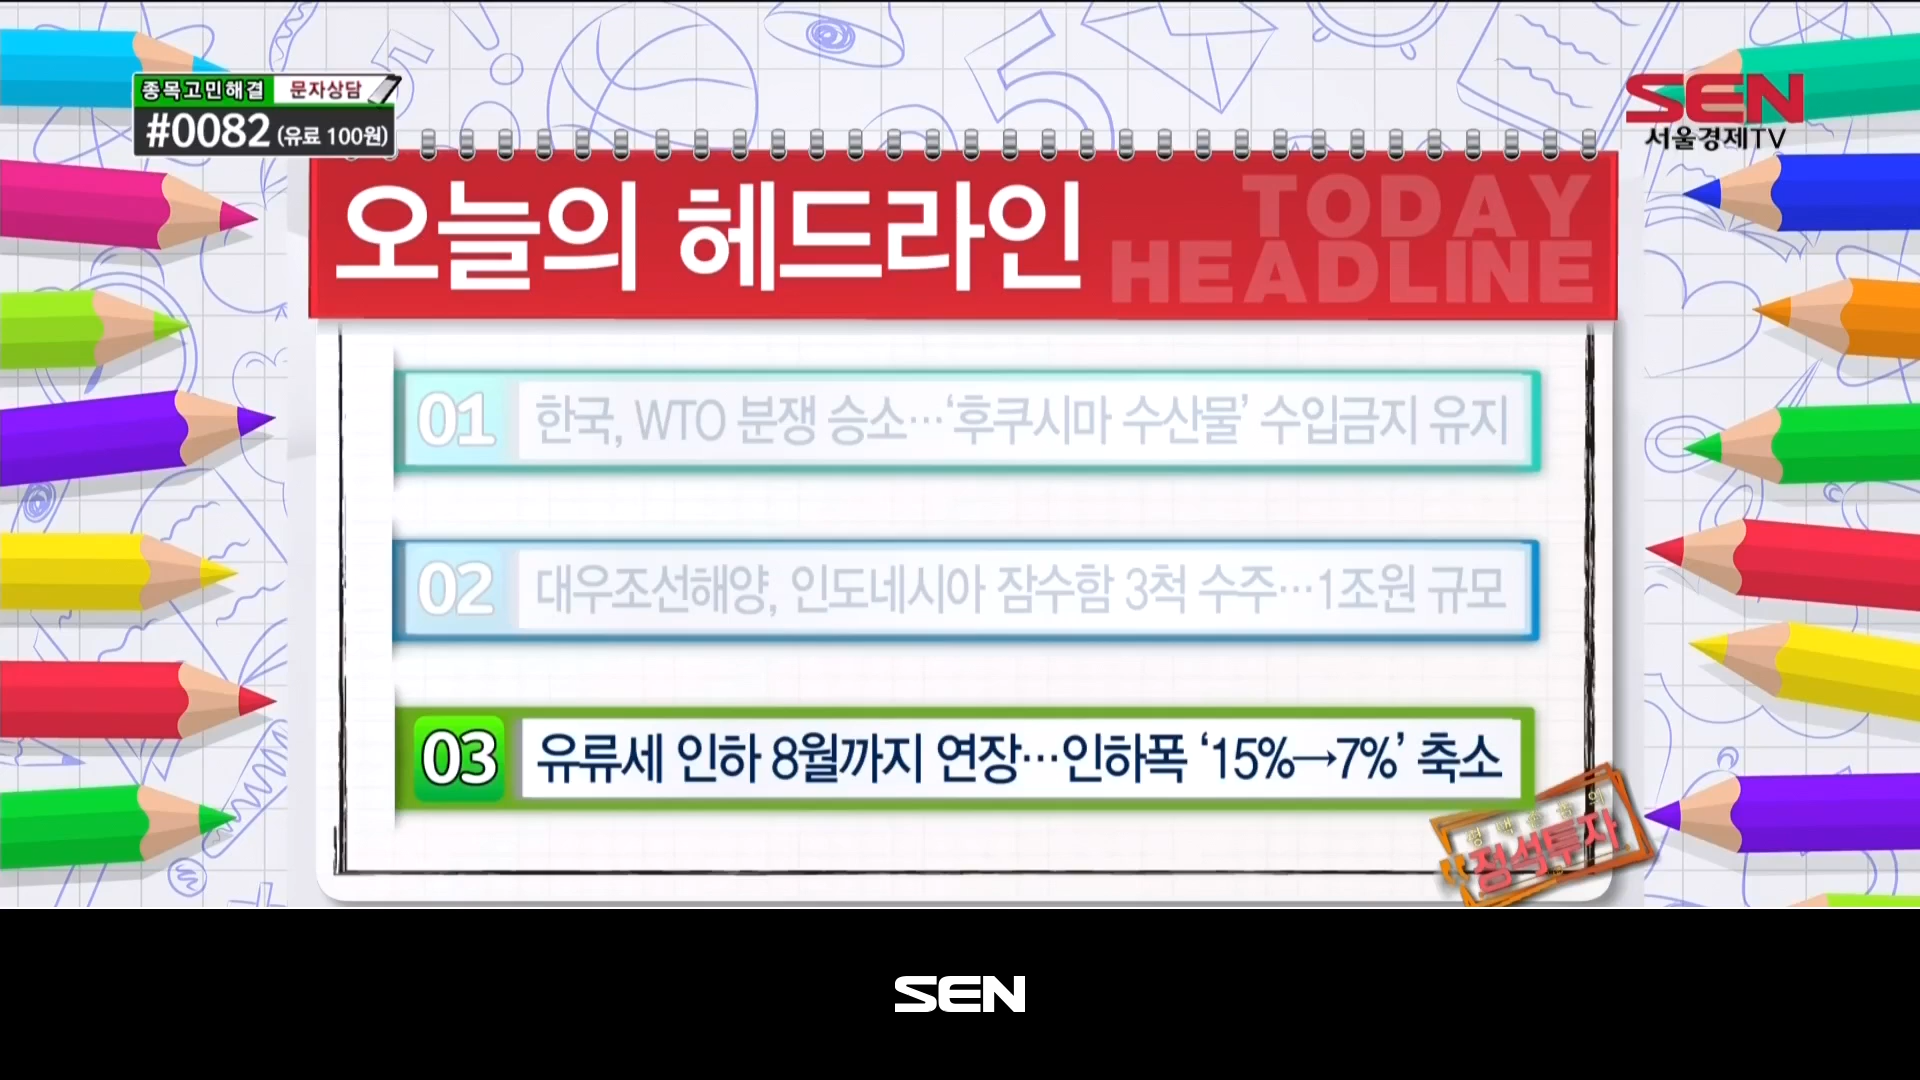 종목고민해결 문자상담
#0082 (유료 100원)
SEN
서울경제TV
오늘의 헤드라인
TODAY
HEADLINE
01 한국, WTO 분쟁 승소…‘후쿠시마 수산물’ 수입금지 유지
02 대우조선해양, 인도네시아 잠수함 3척 수주…1조원 규모
03 유류세 인하 8월까지 연장…인하폭 ‘15%→7%’ 축소
정석투자
SEN